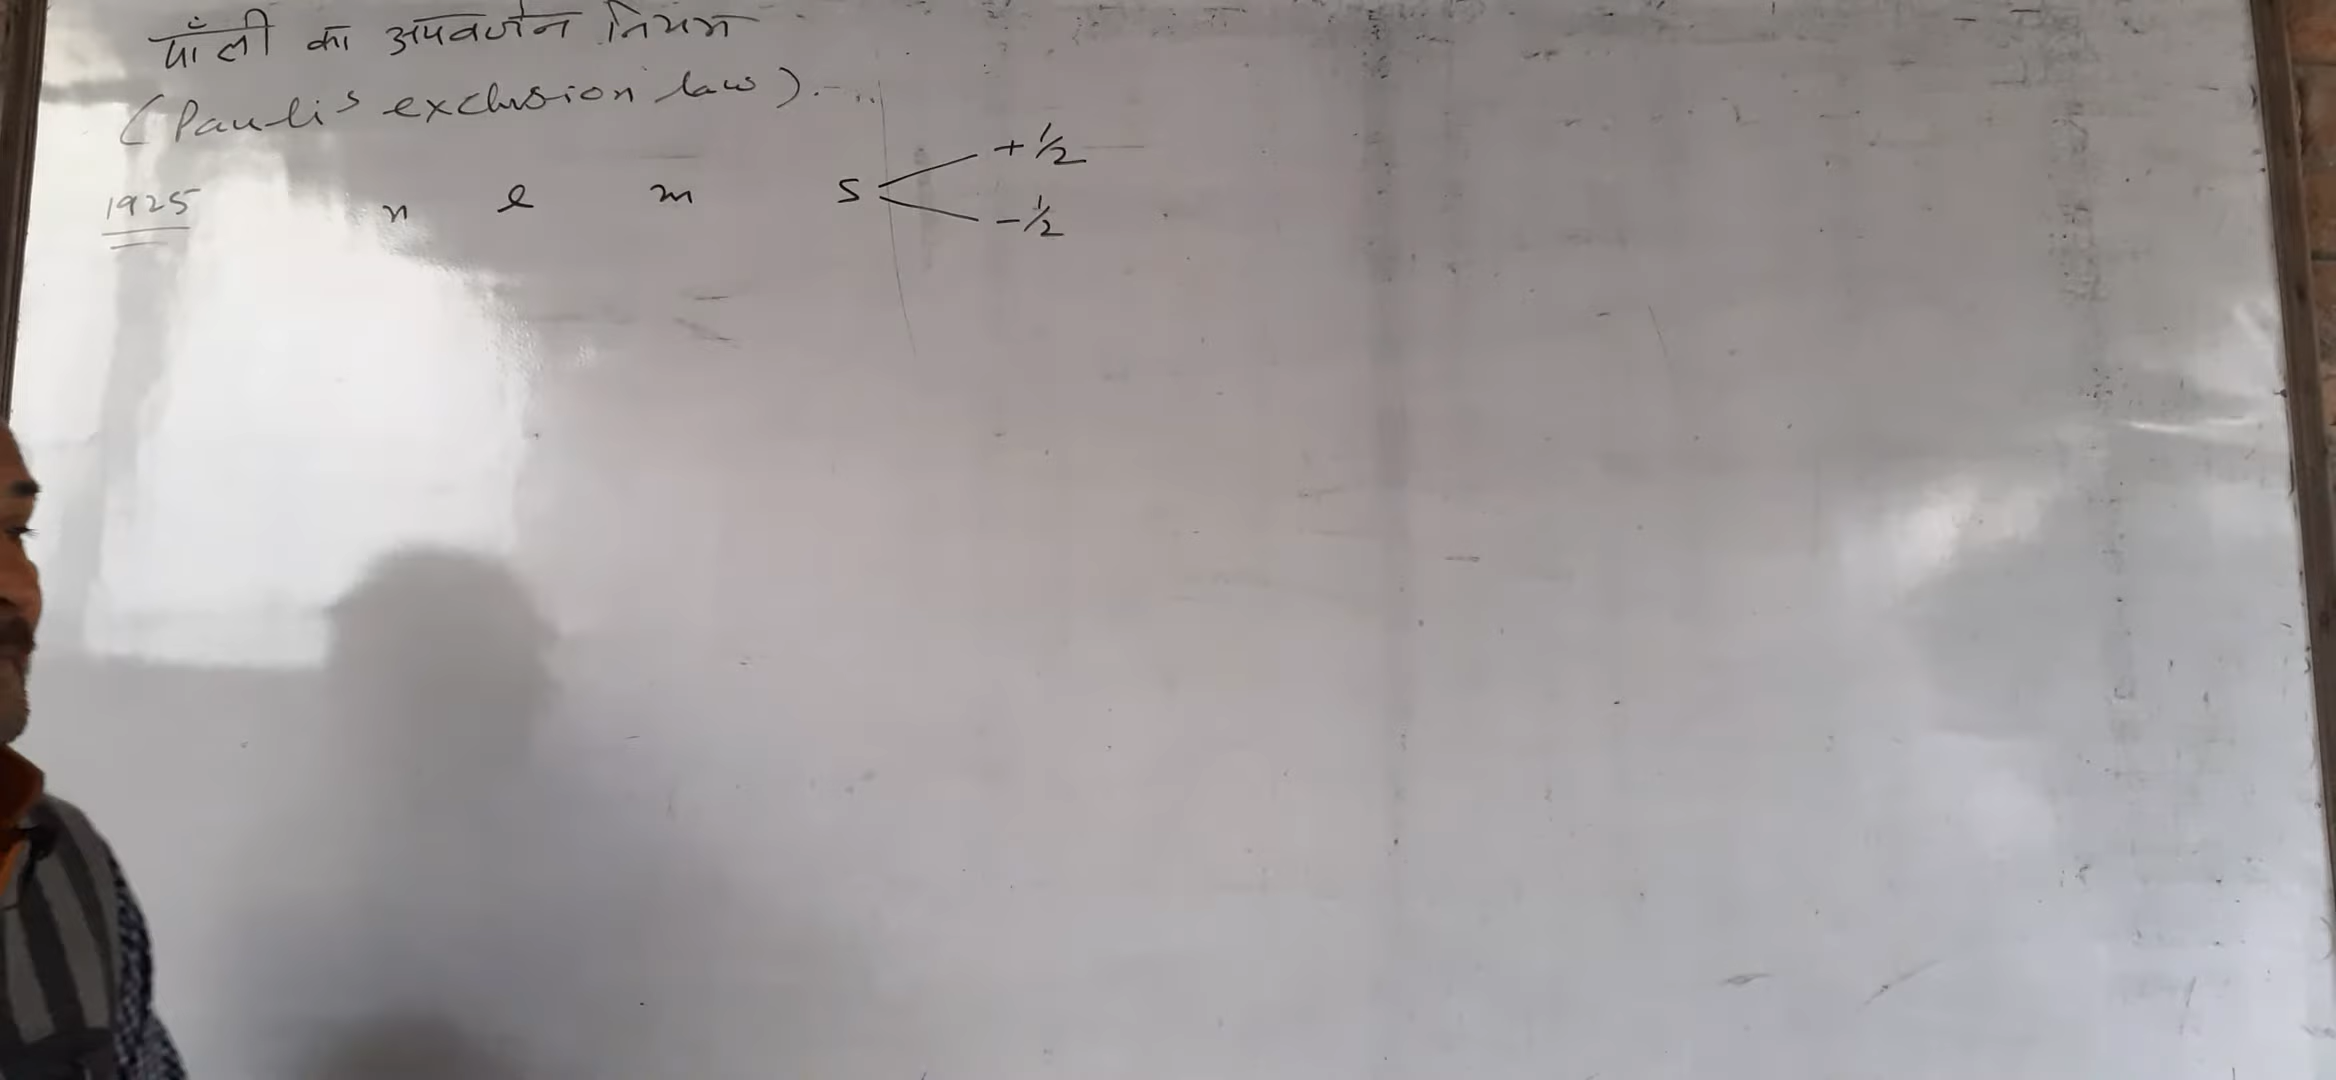 पॉली का अपवर्जन नियम
(Pauli's exclusion law).-..
1925 n l m s +1/2
-1/2